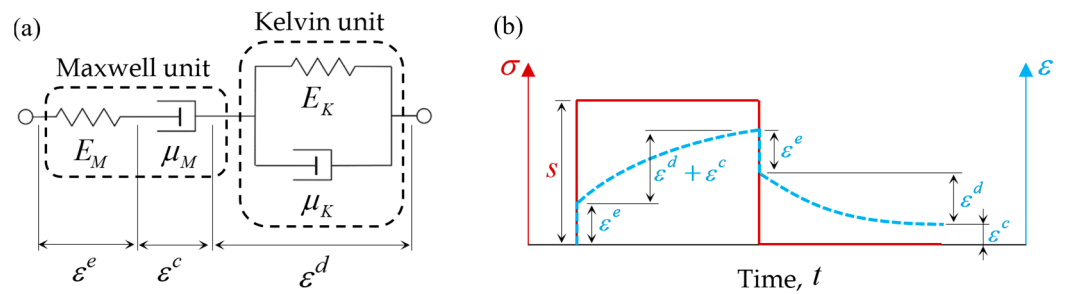 (a)
Kelvin unit
Maxwell unit
E_K
E_M
μ_M
μ_K
ε^e
ε^c
ε^d
(b)
σ
ε
s
ε^d + ε^c
ε^e
ε^e
ε^d
ε^c
Time, t